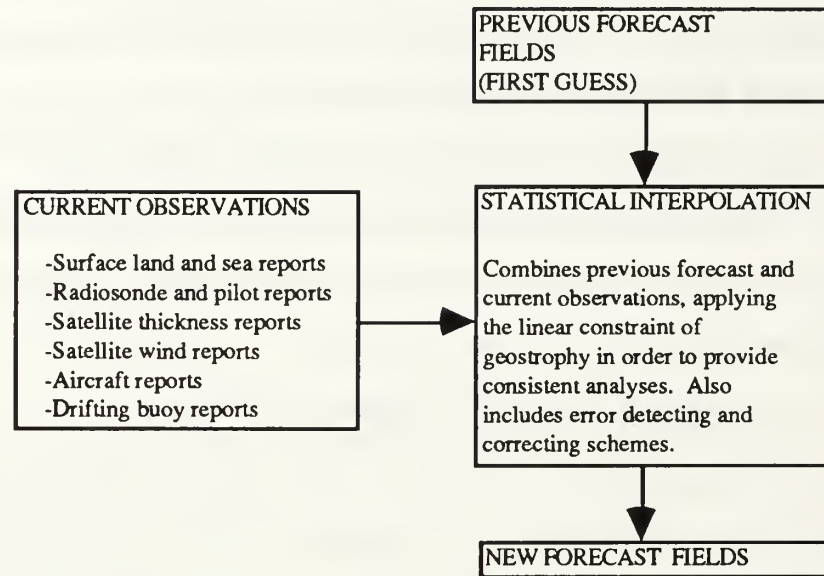 PREVIOUS FORECAST
FIELDS
(FIRST GUESS)
CURRENT OBSERVATIONS
-Surface land and sea reports
-Radiosonde and pilot reports
-Satellite thickness reports
-Satellite wind reports
-Aircraft reports
-Drifting buoy reports
STATISTICAL INTERPOLATION
Combines previous forecast and
current observations, applying
the linear constraint of
geostrophy in order to provide
consistent analyses. Also
includes error detecting and
correcting schemes.
NEW FORECAST FIELDS